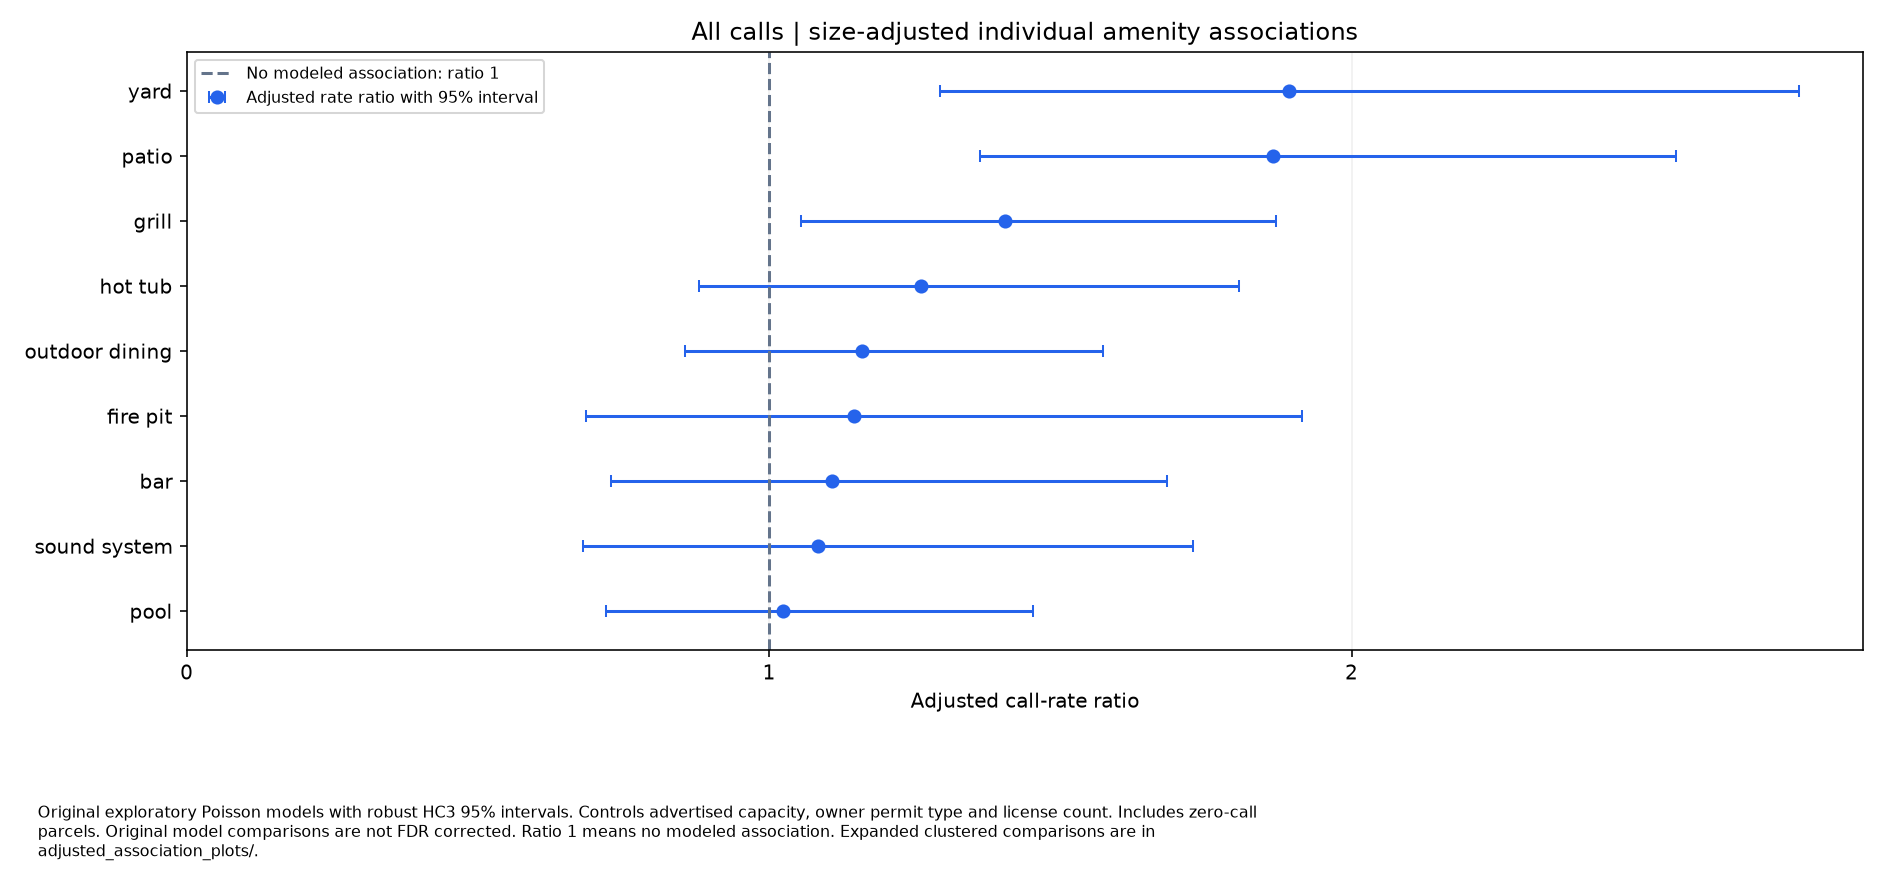 All calls | size-adjusted individual amenity associations
No modeled association: ratio 1
Adjusted rate ratio with 95% interval
yard
patio
grill
hot tub
outdoor dining
fire pit
bar
sound system
pool
0
1
2
Adjusted call-rate ratio
Original exploratory Poisson models with robust HC3 95% intervals. Controls advertised capacity, owner permit type and license count. Includes zero-call
parcels. Original model comparisons are not FDR corrected. Ratio 1 means no modeled association. Expanded clustered comparisons are in
adjusted_association_plots/.